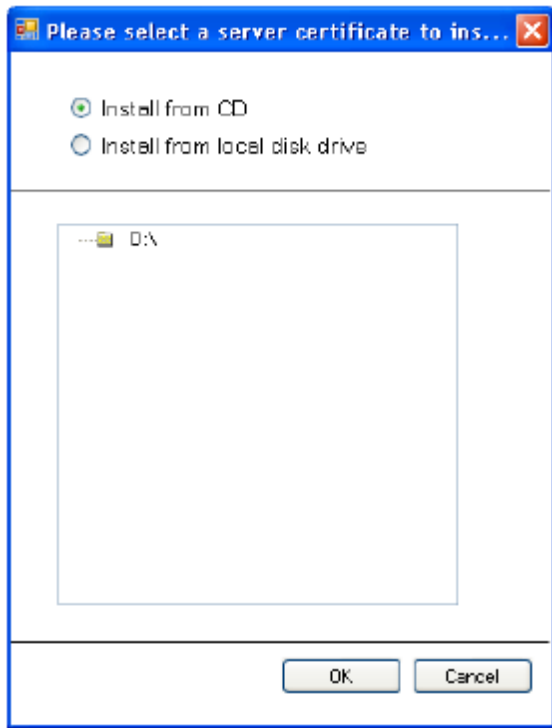 Please select a server certificate to ins...
Install from CD
Install from local disk drive
D:\
OK
Cancel